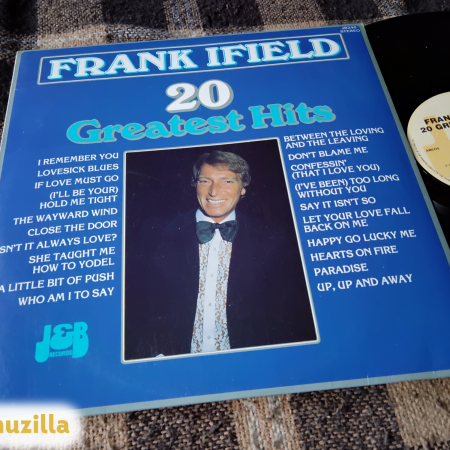 FRANK IFIELD
STEREO
20
Greatest Hits
I REMEMBER YOU
LOVESICK BLUES
IF LOVE MUST GO
(I'LL BE YOUR)
HOLD ME TIGHT
THE WAYWARD WIND
CLOSE THE DOOR
ISN'T IT ALWAYS LOVE?
SHE TAUGHT ME
HOW TO YODEL
A LITTLE BIT OF PUSH
WHO AM I TO SAY
BETWEEN THE LOVING
AND THE LEAVING
DON'T BLAME ME
CONFESSIN'
(THAT I LOVE YOU)
(I'VE BEEN) TOO LONG
WITHOUT YOU
SAY IT ISN'T SO
LET YOUR LOVE FALL
BACK ON ME
HAPPY GO LUCKY ME
HEARTS ON FIRE
PARADISE
UP, UP AND AWAY
J&B
RECORDS
FRAN
20 GR
uzilla